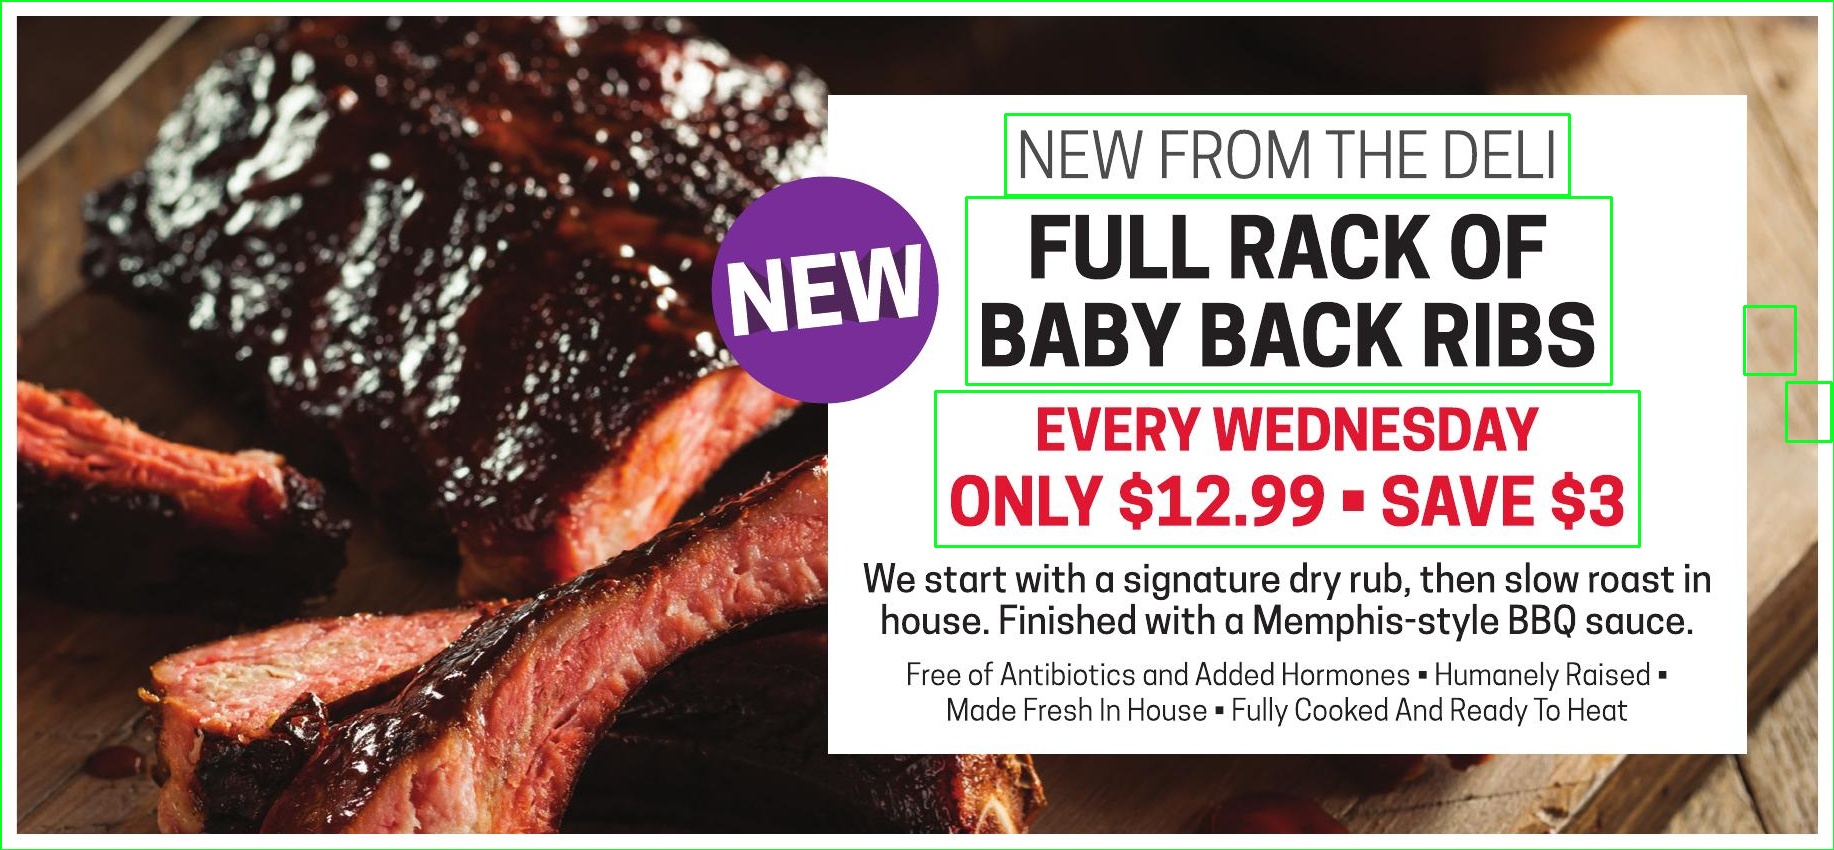 NEW FROM THE DELI
NEW
FULL RACK OF
BABY BACK RIBS
EVERY WEDNESDAY
ONLY $12.99 ▪ SAVE $3
We start with a signature dry rub, then slow roast in
house. Finished with a Memphis-style BBQ sauce.
Free of Antibiotics and Added Hormones ▪ Humanely Raised ▪
Made Fresh In House ▪ Fully Cooked And Ready To Heat